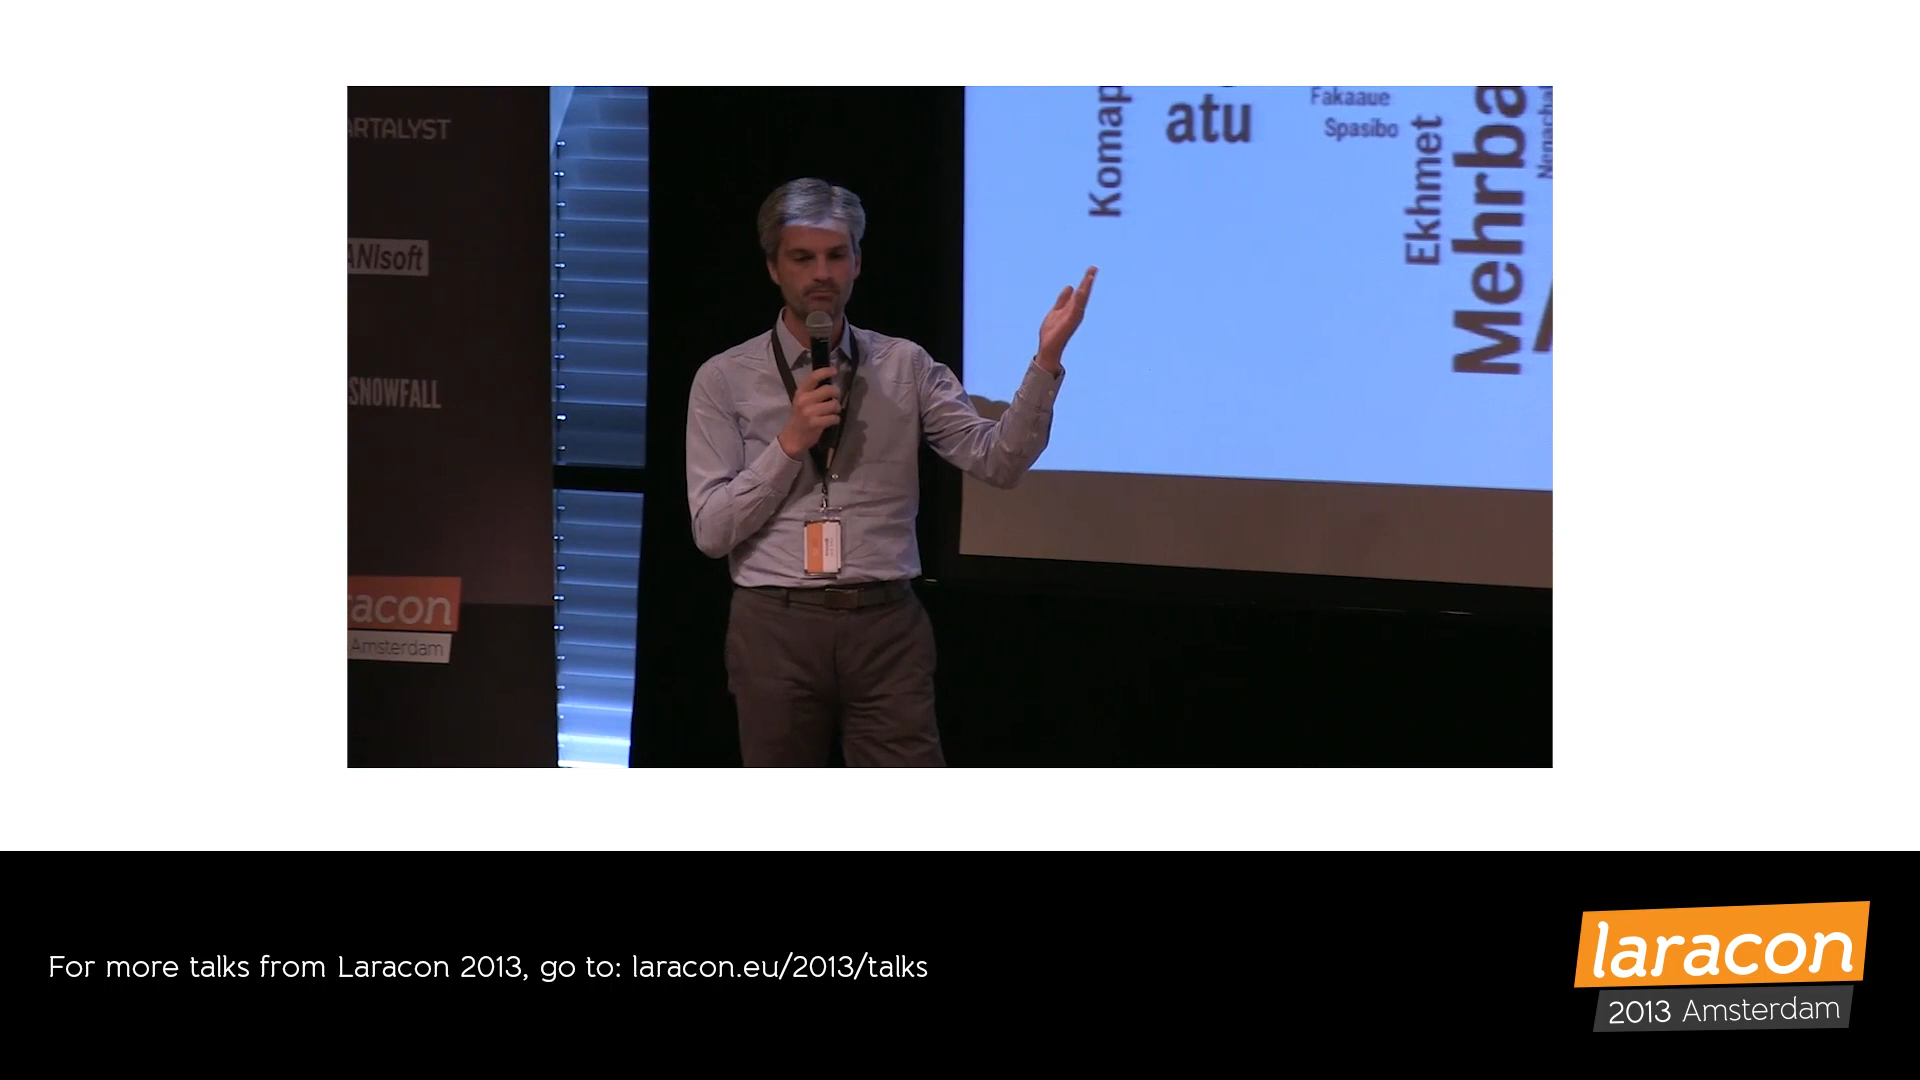 ARTALYST
ANIsoft
SNOWFALL
racon
Amsterdam
Komap
atu
Fakaaue
Spasibo
Ekhmet
Mehrba
For more talks from Laracon 2013, go to: laracon.eu/2013/talks
laracon
2013 Amsterdam